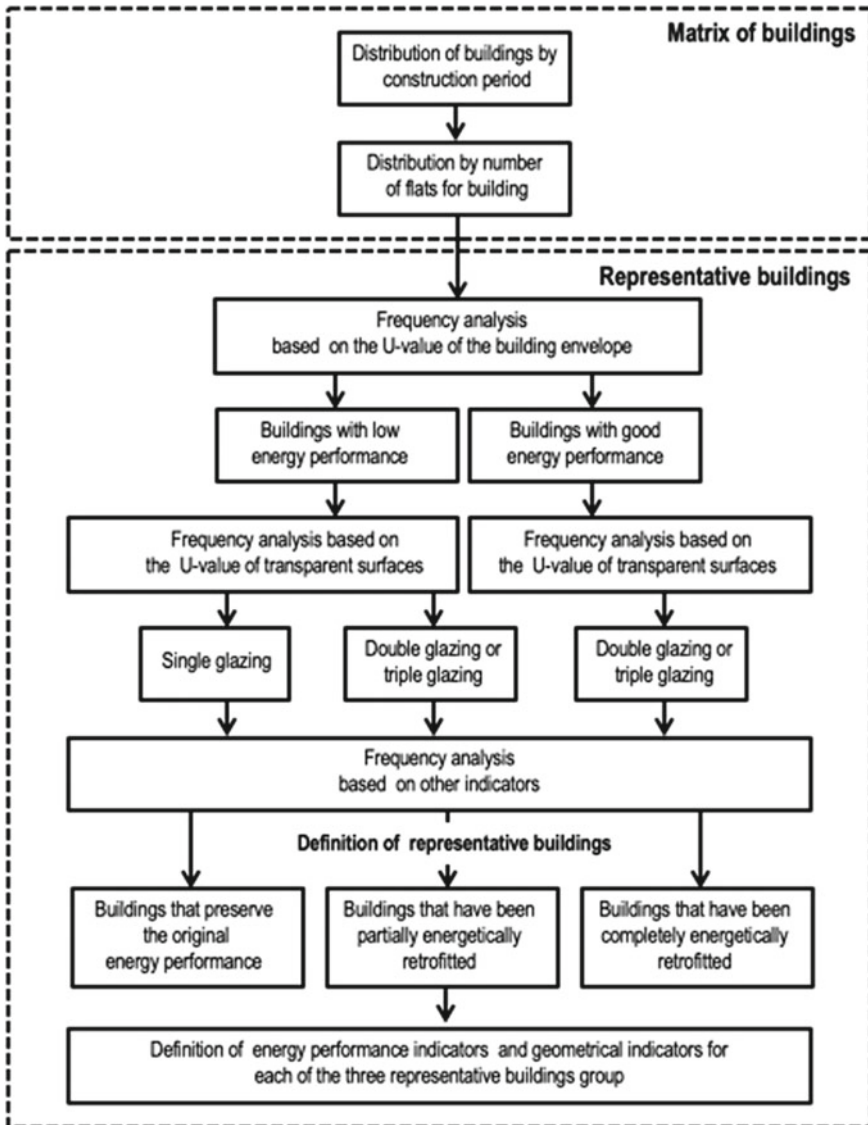 Matrix of buildings
Distribution of buildings by
construction period
Distribution by number
of flats for building
Representative buildings
Frequency analysis
based on the U-value of the building envelope
Buildings with low
energy performance
Buildings with good
energy performance
Frequency analysis based on
the U-value of transparent surfaces
Frequency analysis based on
the U-value of transparent surfaces
Single glazing
Double glazing or
triple glazing
Double glazing or
triple glazing
Frequency analysis
based on other indicators
Definition of representative buildings
Buildings that preserve
the original
energy performance
Buildings that have been
partially energetically
retrofitted
Buildings that have been
completely energetically
retrofitted
Definition of energy performance indicators and geometrical indicators for
each of the three representative buildings group